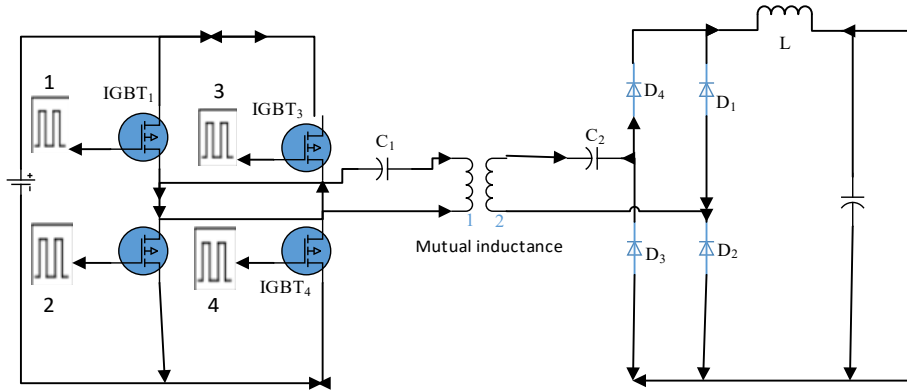 1
IGBT1
3
IGBT3
C1
C2
D4
D1
L
1 2
Mutual inductance
D3
D2
2
4
IGBT4
+